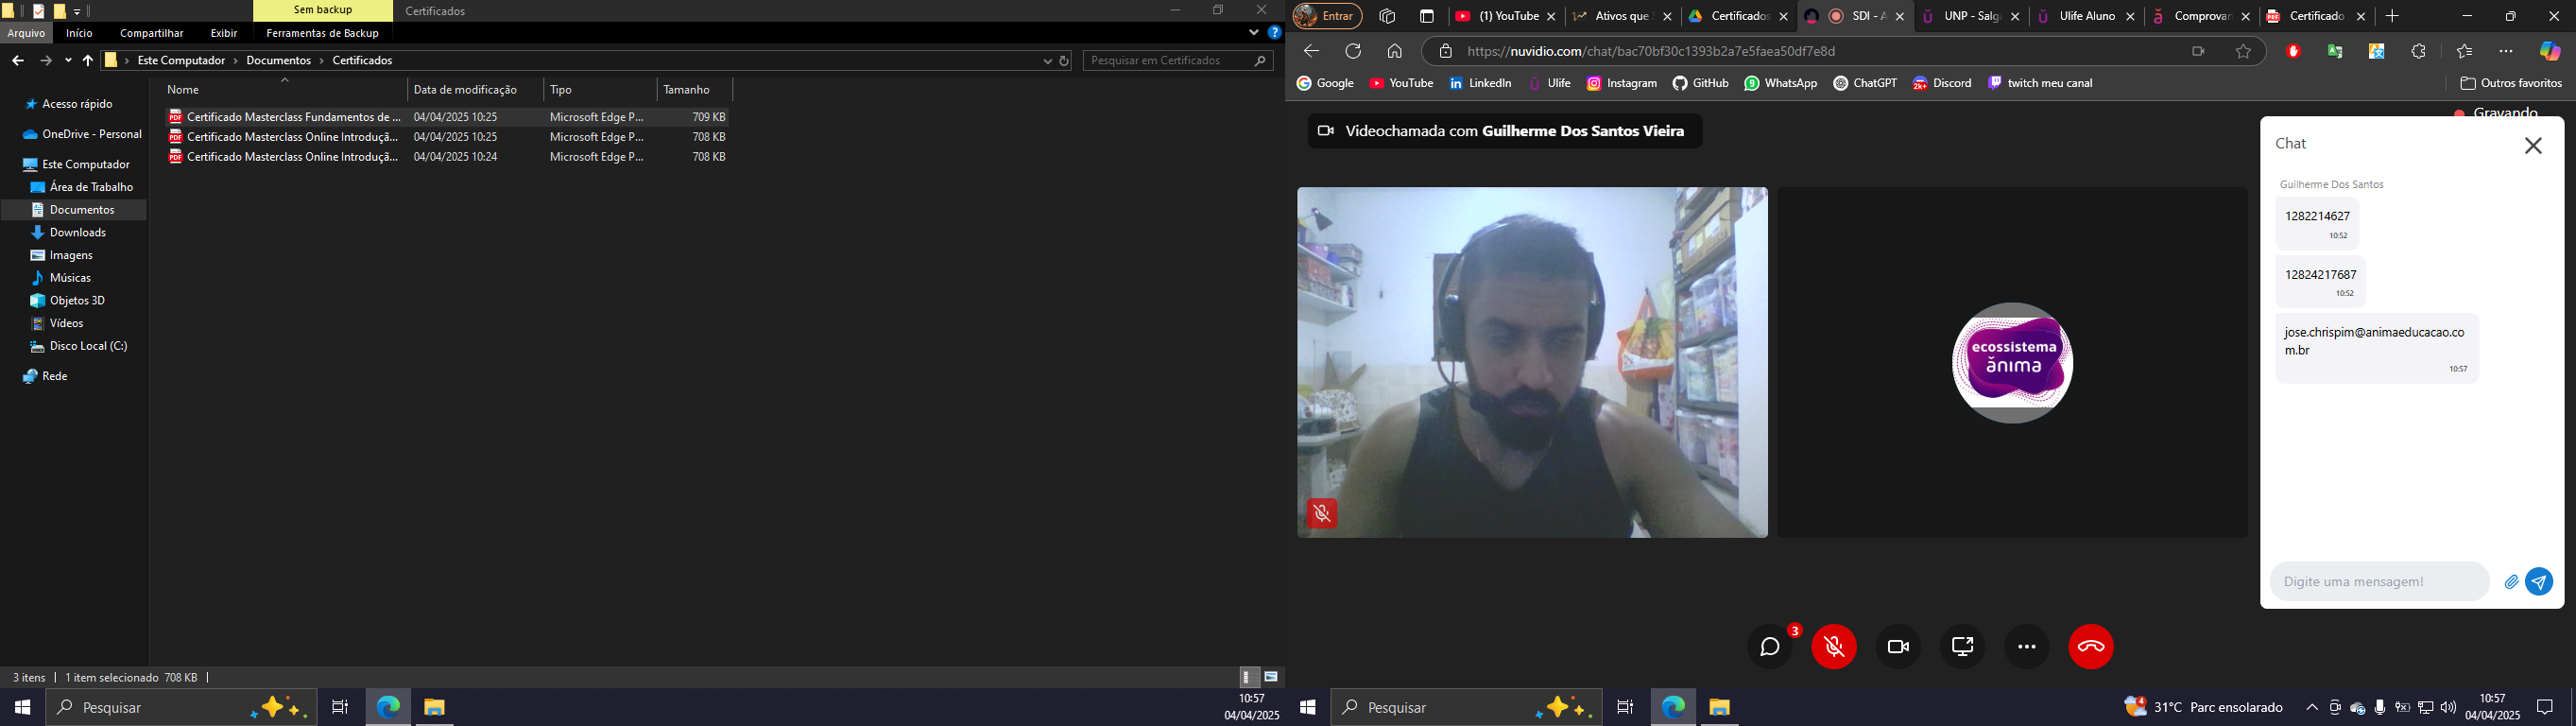 Sem backup
Certificados
Arquivo
Início
Compartilhar
Exibir
Ferramentas de Backup
Este Computador
Documentos
Certificados
Pesquisar em Certificados
Nome
Data de modificação
Tipo
Tamanho
Certificado Masterclass Fundamentos de ...
04/04/2025 10:25
Microsoft Edge P...
709 KB
Certificado Masterclass Online Introduçã...
04/04/2025 10:25
Microsoft Edge P...
708 KB
Certificado Masterclass Online Introduçã...
04/04/2025 10:24
Microsoft Edge P...
708 KB
Acesso rápido
OneDrive - Personal
Este Computador
Área de Trabalho
Documentos
Downloads
Imagens
Músicas
Objetos 3D
Vídeos
Disco Local (C:)
Rede
3 itens
1 item selecionado 708 KB
Pesquisar
10:57
04/04/2025
Entrar
(1) YouTube
Ativos que
Certificados
SDI - A
UNP - Salg
Ulife Aluno
Comprovan
Certificado
https://nuvidio.com/chat/bac70bf30c1393b2a7e5faea50df7e8d
Google
YouTube
LinkedIn
Ulife
Instagram
GitHub
WhatsApp
ChatGPT
Discord
twitch meu canal
Outros favoritos
Gravando
Videochamada com Guilherme Dos Santos Vieira
ecossistema
ănima
Chat
Guilherme Dos Santos
1282214627
10:52
12824217687
10:52
jose.chrispim@animaeducacao.co
m.br
10:57
Digite uma mensagem!
3
Pesquisar
31°C Parc ensolarado
10:57
04/04/2025